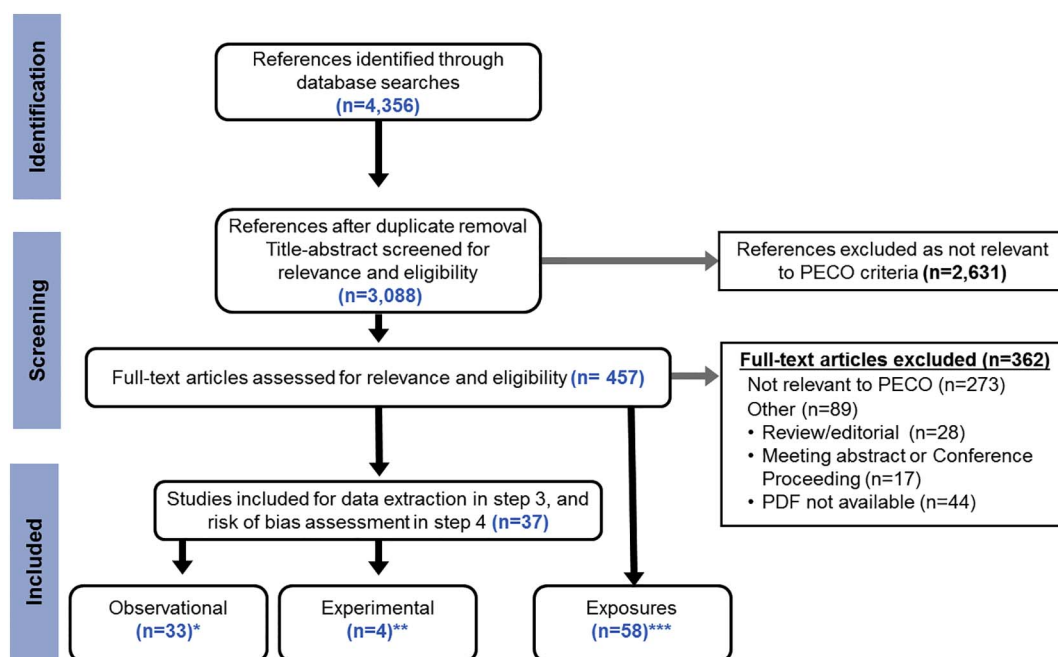 Identification
References identified through
database searches
(n=4,356)
Screening
References after duplicate removal
Title-abstract screened for
relevance and eligibility
(n=3,088)
References excluded as not relevant
to PECO criteria (n=2,631)
Full-text articles assessed for relevance and eligibility (n= 457)
Full-text articles excluded (n=362)
Not relevant to PECO (n=273)
Other (n=89)
• Review/editorial (n=28)
• Meeting abstract or Conference
Proceeding (n=17)
• PDF not available (n=44)
Included
Studies included for data extraction in step 3, and
risk of bias assessment in step 4 (n=37)
Observational
(n=33)*
Experimental
(n=4)**
Exposures
(n=58)***